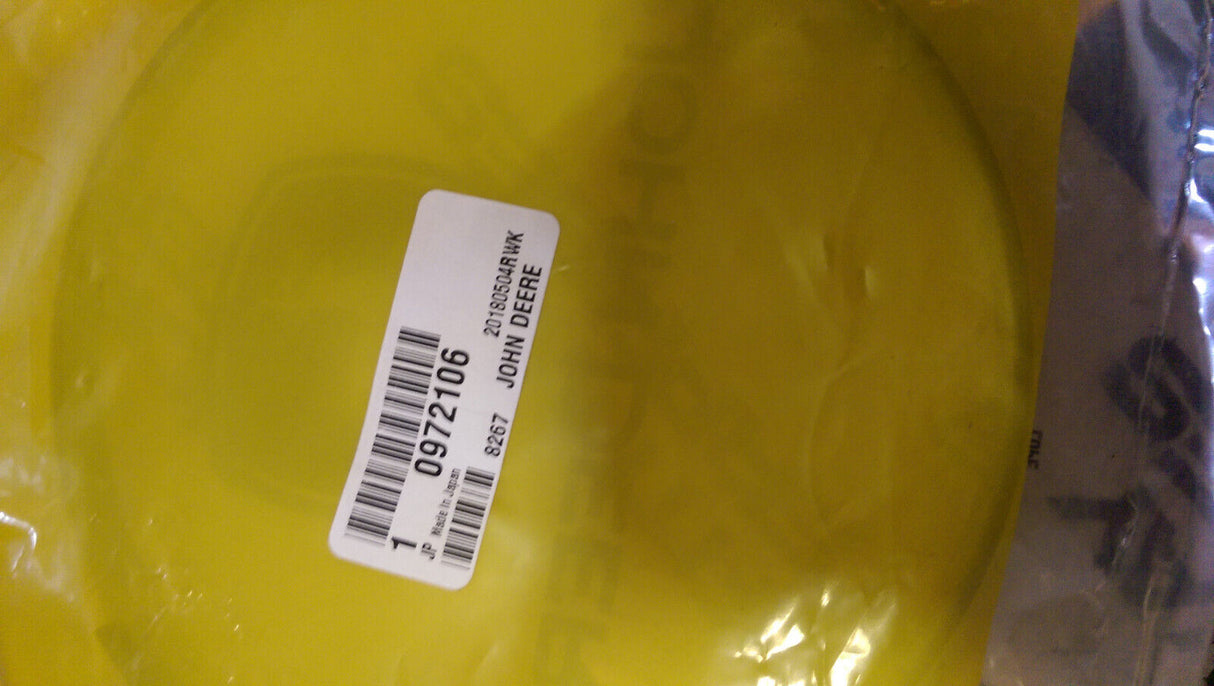 1 0972106
JP Made In Japan 20180504RWK
8267 JOHN DEERE